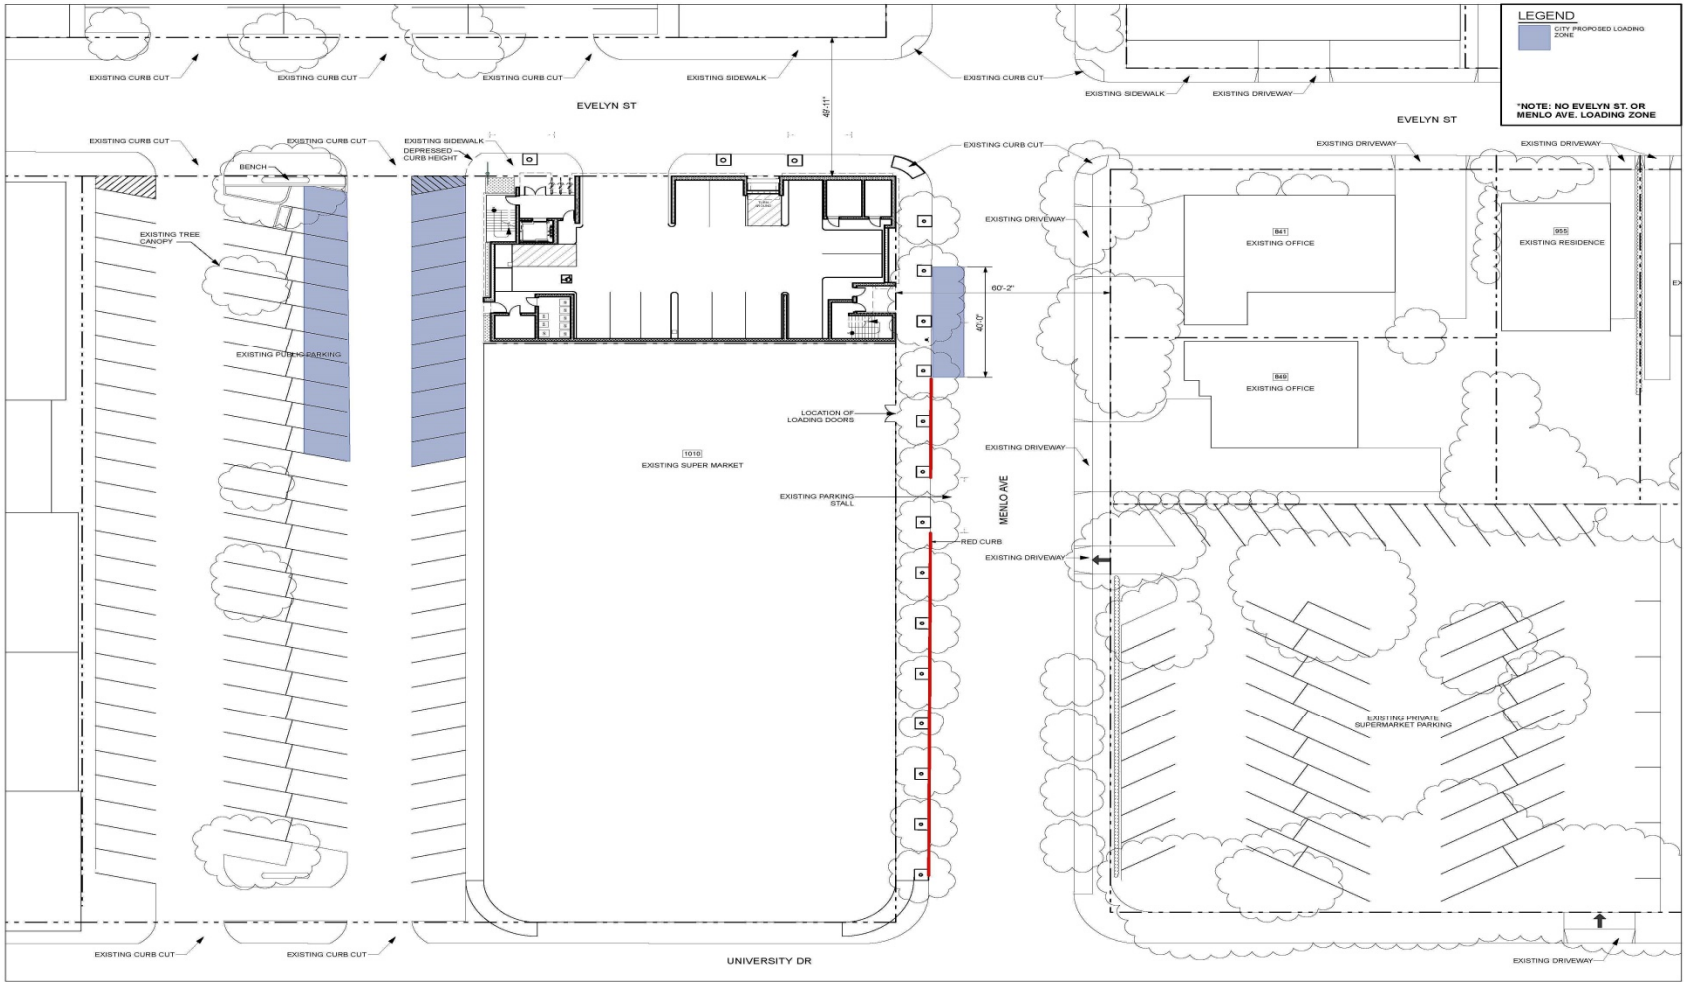 LEGEND
CITY PROPOSED LOADING
ZONE
*NOTE: NO EVELYN ST. OR
MENLO AVE. LOADING ZONE
EXISTING CURB CUT
EXISTING CURB CUT
EXISTING CURB CUT
EXISTING SIDEWALK
EXISTING CURB CUT
EXISTING SIDEWALK
EXISTING DRIVEWAY
EVELYN ST
49'-11"
EVELYN ST
EXISTING CURB CUT
EXISTING CURB CUT
EXISTING SIDEWALK
DEPRESSED
CURB HEIGHT
EXISTING CURB CUT
EXISTING DRIVEWAY
EXISTING DRIVEWAY
BENCH
EXISTING TREE
CANOPY
EXISTING DRIVEWAY
841
EXISTING OFFICE
955
EXISTING RESIDENCE
60'-2"
40'-0"
EXISTING PUBLIC PARKING
849
EXISTING OFFICE
LOCATION OF
LOADING DOORS
1010
EXISTING SUPER MARKET
EXISTING DRIVEWAY
EXISTING PARKING
STALL
MENLO AVE
RED CURB
EXISTING DRIVEWAY
EXISTING PRIVATE
SUPERMARKET PARKING
EXISTING CURB CUT
EXISTING CURB CUT
UNIVERSITY DR
EXISTING DRIVEWAY